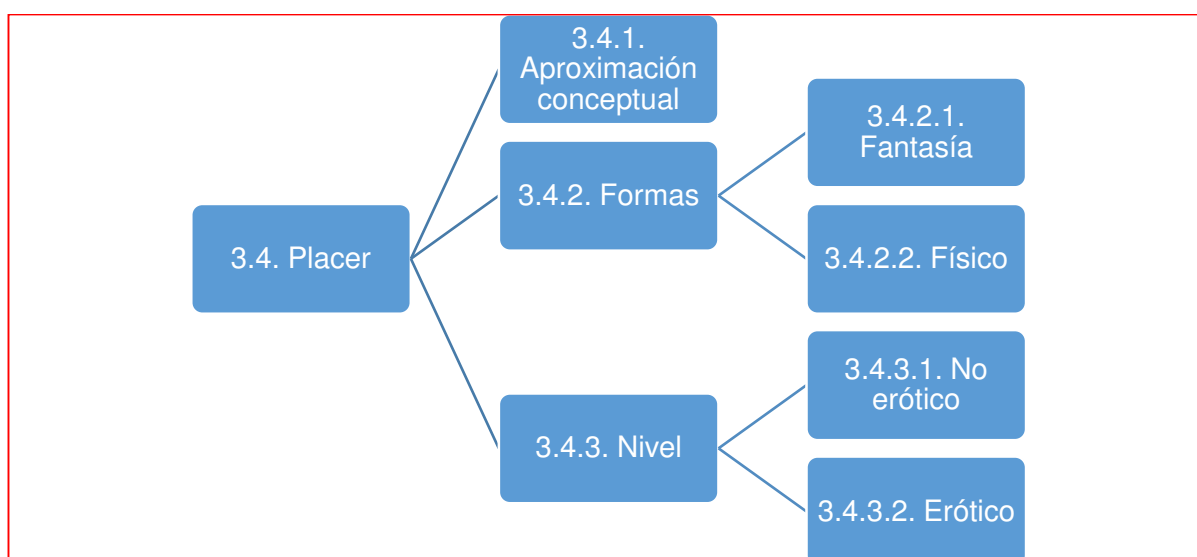 3.4. Placer
3.4.1.
Aproximación
conceptual
3.4.2. Formas
3.4.2.1.
Fantasía
3.4.2.2. Físico
3.4.3. Nivel
3.4.3.1. No
erótico
3.4.3.2. Erótico